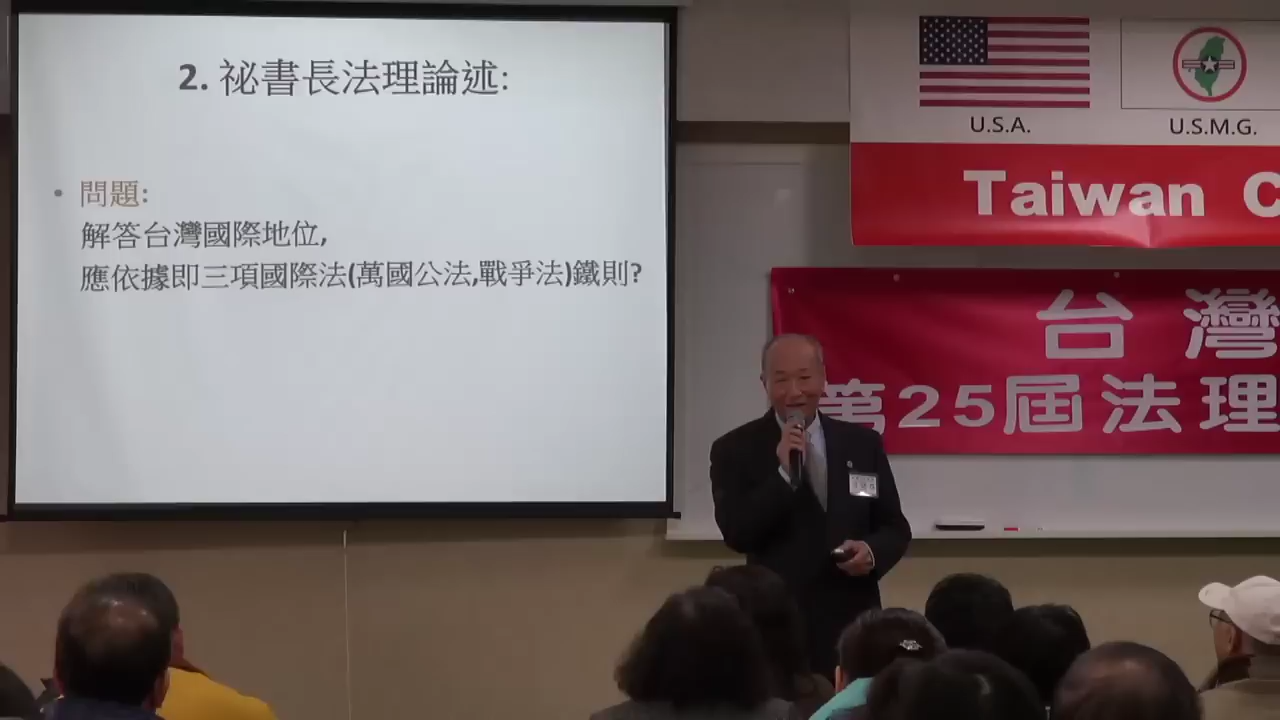 2. 祕書長法理論述:
• 問題:
解答台灣國際地位,
應依據即三項國際法(萬國公法,戰爭法)鐵則?
U.S.A.
U.S.M.G.
Taiwan C
台灣
第25屆法理